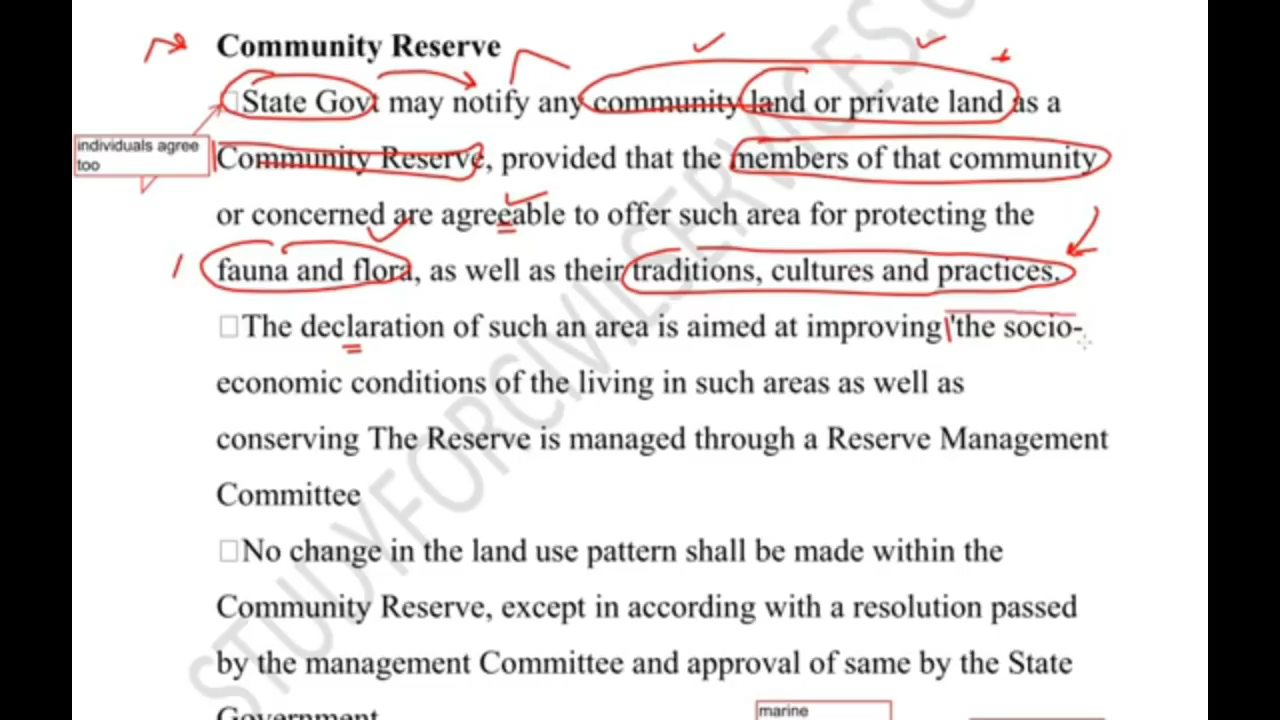 Community Reserve
State Govt may notify any community land or private land as a
individuals agree
too
Community Reserve, provided that the members of that community
or concerned are agreeable to offer such area for protecting the
fauna and flora, as well as their traditions, cultures and practices.
The declaration of such an area is aimed at improving 'the socio-
economic conditions of the living in such areas as well as
conserving The Reserve is managed through a Reserve Management
Committee
No change in the land use pattern shall be made within the
Community Reserve, except in according with a resolution passed
by the management Committee and approval of same by the State
Government
marine
STUDYFORCIVILSERVICES.